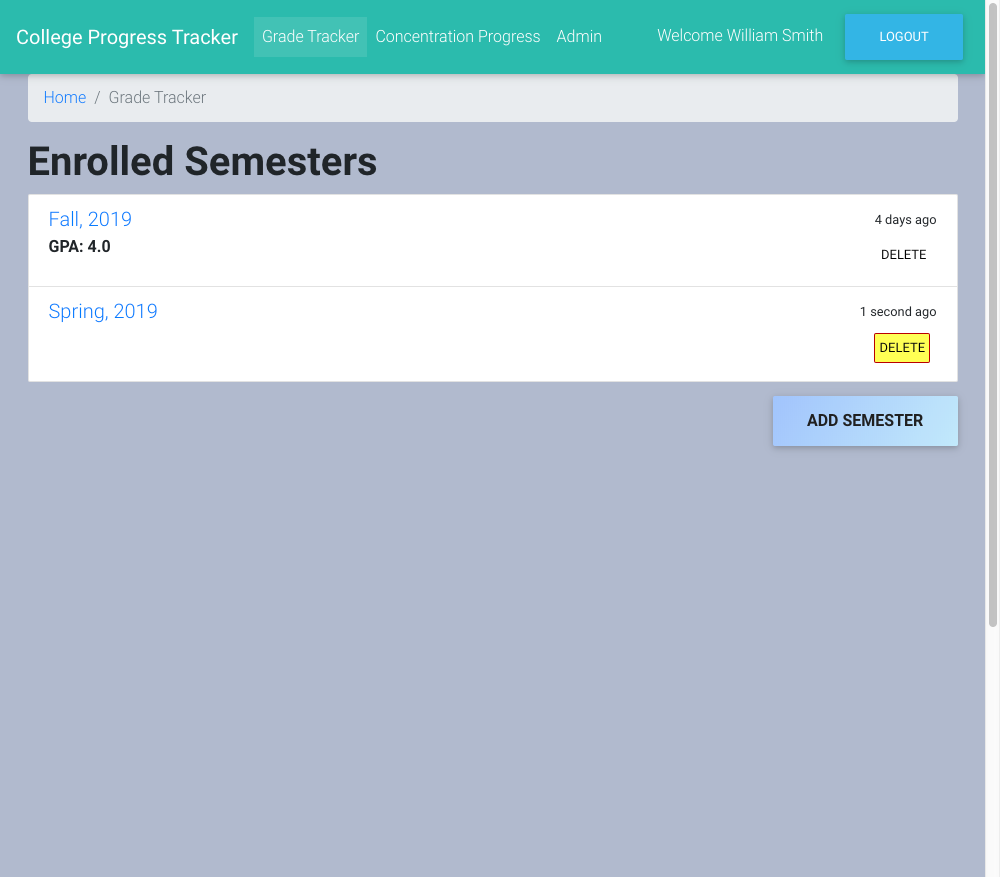 College Progress Tracker Grade Tracker Concentration Progress Admin Welcome William Smith LOGOUT
Home / Grade Tracker
Enrolled Semesters
Fall, 2019 4 days ago
GPA: 4.0
DELETE
Spring, 2019 1 second ago
DELETE
ADD SEMESTER